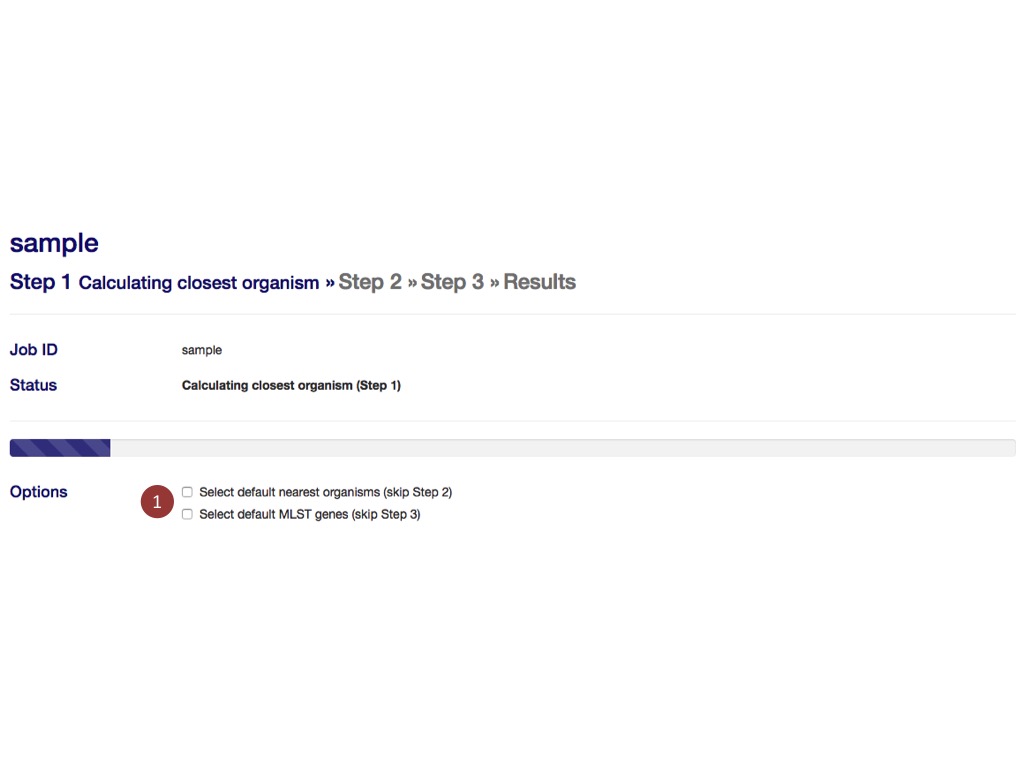 sample
Step 1 Calculating closest organism » Step 2 » Step 3 » Results
Job ID sample
Status Calculating closest organism (Step 1)
Options 1 Select default nearest organisms (skip Step 2)
Select default MLST genes (skip Step 3)